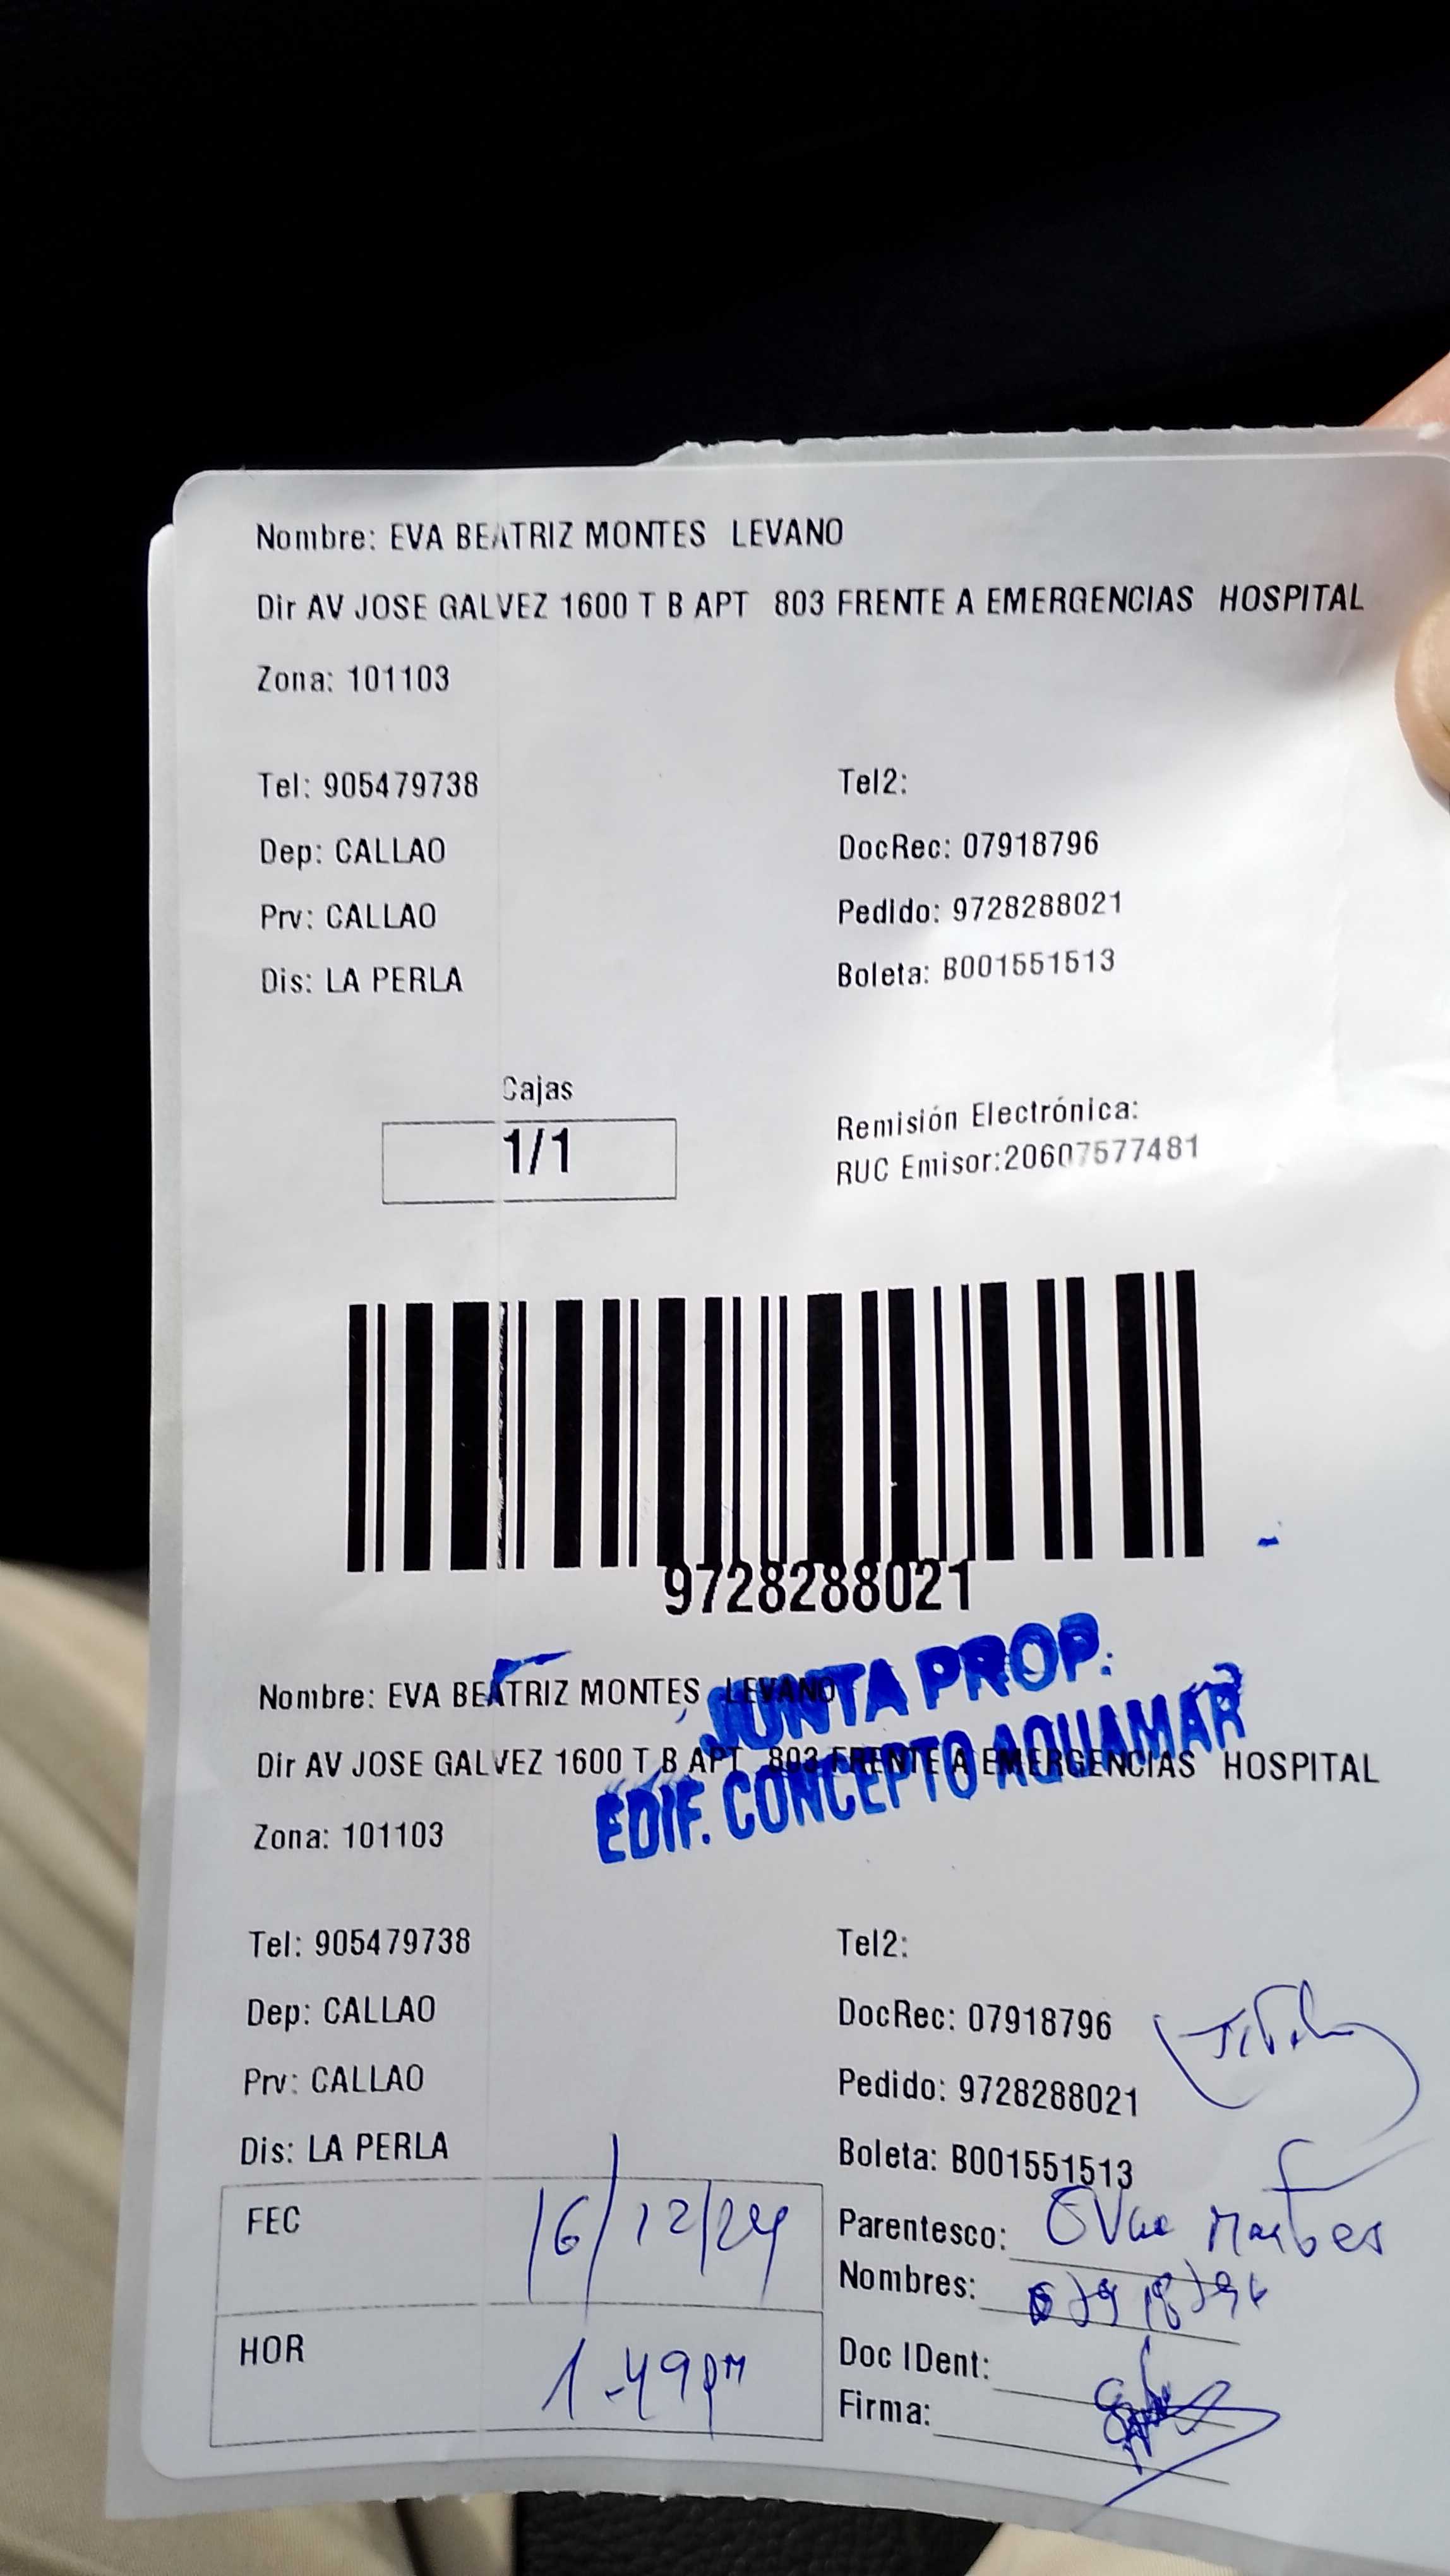 Nombre: EVA BEATRIZ MONTES LEVANO
Dir AV JOSE GALVEZ 1600 T B APT 803 FRENTE A EMERGENCIAS HOSPITAL
Zona: 101103
Tel: 905479738
Tel2:
Dep: CALLAO
DocRec: 07918796
Prv: CALLAO
Pedido: 9728288021
Dis: LA PERLA
Boleta: B001551513
Cajas
1/1
Remisión Electrónica:
RUC Emisor:20607577481
9728288021
JUNTA PROP.
EDIF. CONCEPTO AQUAMAR
Nombre: EVA BEATRIZ MONTES LEVANO
Dir AV JOSE GALVEZ 1600 T B APT 803 FRENTE A EMERGENCIAS HOSPITAL
Zona: 101103
Tel: 905479738
Tel2:
Dep: CALLAO
DocRec: 07918796
Prv: CALLAO
Pedido: 9728288021
Dis: LA PERLA
Boleta: B001551513
FEC 16/12/24
HOR 1-49 PM
Parentesco:
Nombres: 07918796
Doc IDent:
Firma: